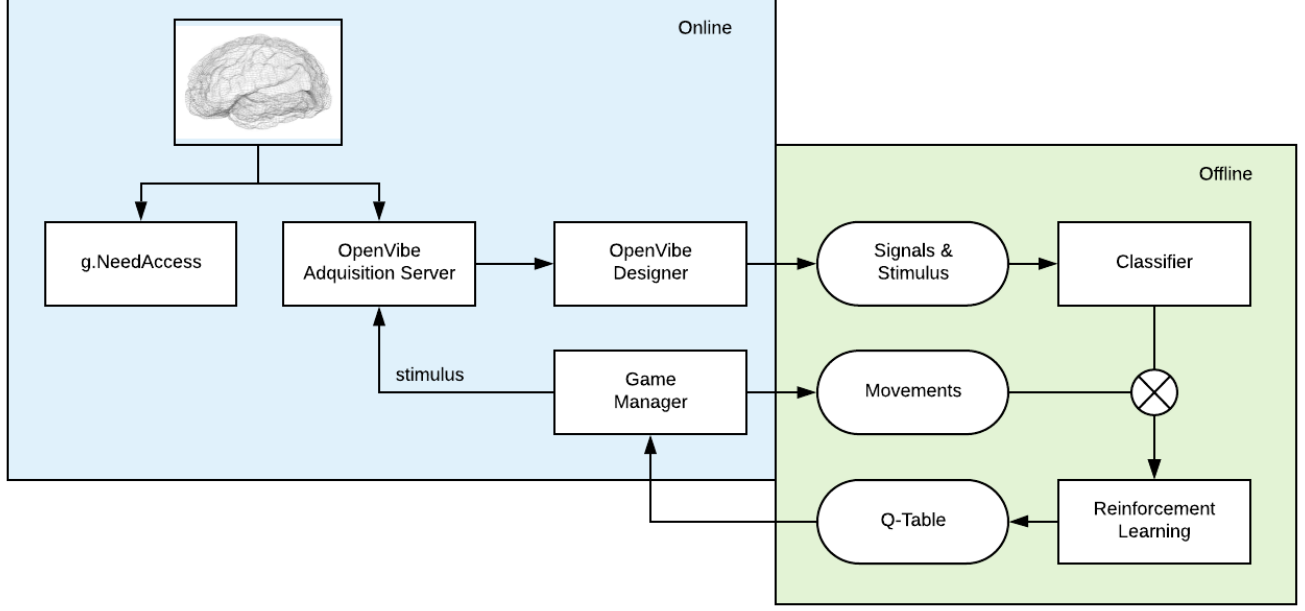 Online
Offline
g.NeedAccess
OpenVibe
Adquisition Server
OpenVibe
Designer
Signals &
Stimulus
Classifier
stimulus
Game
Manager
Movements
Q-Table
Reinforcement
Learning